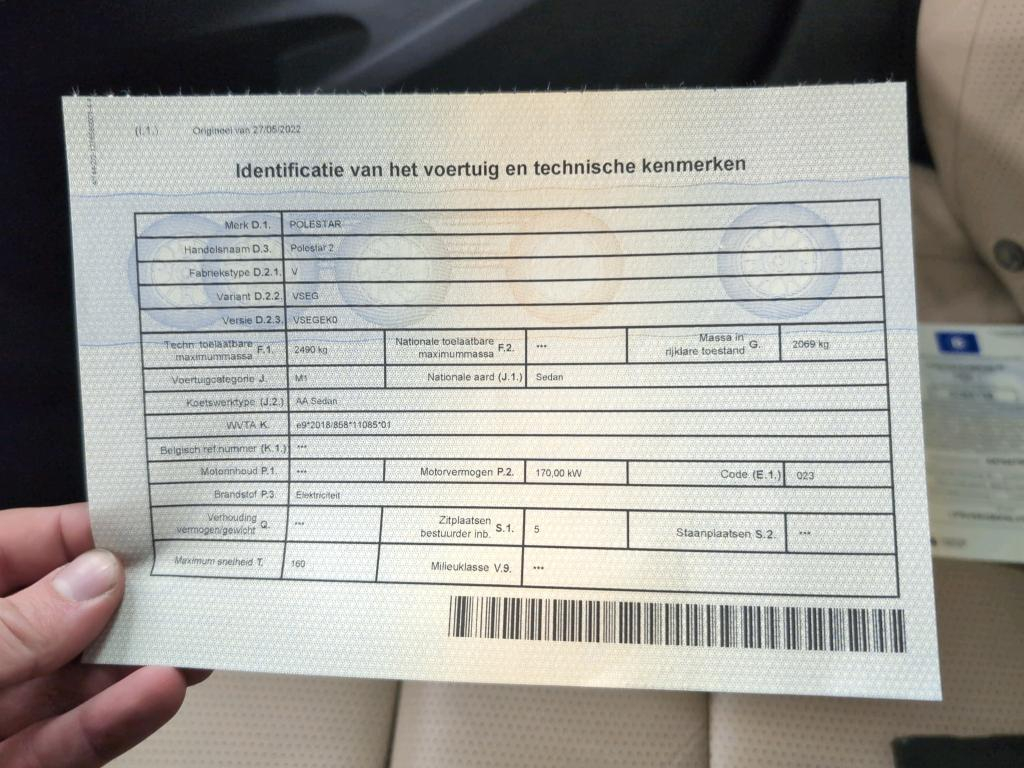 (I.1.) Origineel van 27/05/2022
Identificatie van het voertuig en technische kenmerken
Merk D.1. POLESTAR
Handelsnaam D.3. Polestar 2
Fabriekstype D.2.1. V
Variant D.2.2. VSEG
Versie D.2.3. VSEGEK0
Techn. toelaatbare maximummassa F.1. 2490 kg Nationale toelaatbare maximummassa F.2. *** Massa in rijklare toestand G. 2069 kg
Voertuigcategorie J. M1 Nationale aard (J.1.) Sedan
Koetswerktype (J.2.) AA Sedan
WVTA K. e9*2018/858*11085*01
Belgisch ref.nummer (K.1.) ***
Motorinhoud P.1. *** Motorvermogen P.2. 170,00 kW Code (E.1.) 023
Brandstof P.3. Elektriciteit
Verhouding vermogen/gewicht Q. *** Zitplaatsen bestuurder inb. S.1. 5 Staanplaatsen S.2. ***
Maximum snelheid T. 160 Milieuklasse V.9. ***